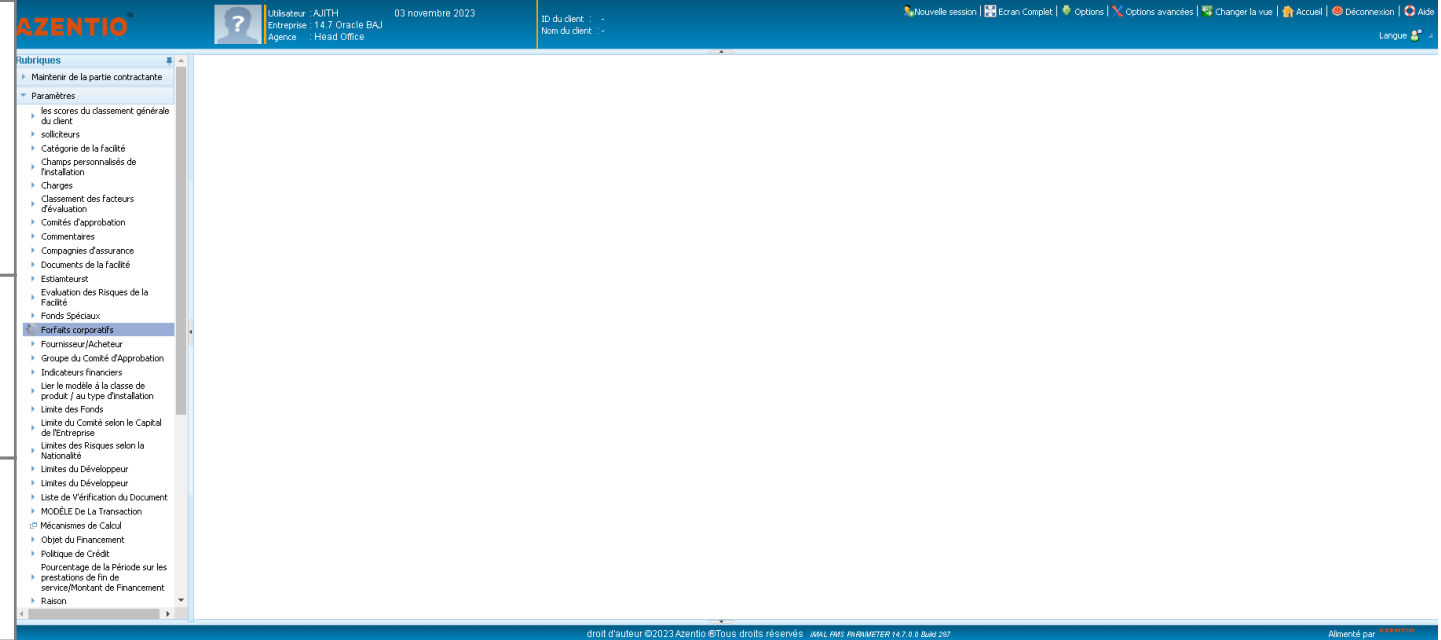 AZENTIO™
Utilisateur : AJITH 03 novembre 2023
Entreprise : 14.7 Oracle BAJ
Agence : Head Office
ID du client : -
Nom du client : -
Nouvelle session | Ecran Complet | Options | Options avancées | Changer la vue | Accueil | Déconnexion | Aide
Langue
Rubriques
Maintenir de la partie contractante
Paramètres
les scores du classement générale
du client
solliciteurs
Catégorie de la facilité
Champs personnalisés de
l'installation
Charges
Classement des facteurs
d'évaluation
Comités d'approbation
Commentaires
Compagnies d'assurance
Documents de la facilité
Estiamteurst
Evaluation des Risques de la
Facilité
Fonds Spéciaux
Forfaits corporatifs
Fournisseur/Acheteur
Groupe du Comité d'Approbation
Indicateurs financiers
Lier le modèle à la classe de
produit / au type d'installation
Limite des Fonds
Limite du Comité selon le Capital
de l'Entreprise
Limites des Risques selon la
Nationalité
Limites du Développeur
Limites du Développeur
Liste de V'érification du Document
MODÈLE De La Transaction
Mécanismes de Calcul
Objet du Financement
Politique de Crédit
Pourcentage de la Période sur les
prestations de fin de
service/Montant de Financement
Raison
droit d'auteur ©2023 Azentio ®Tous droits réservés iMAL FMS PARAMETER 14.7.0.0 Build 287
Alimenté par AZENTIO